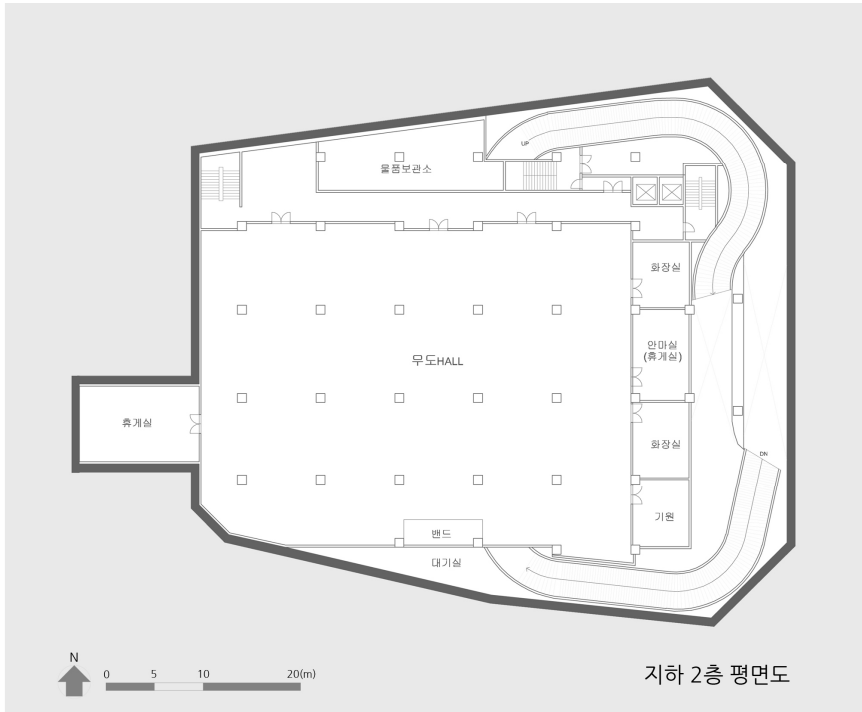 UP
물품보관소
화장실
무도HALL
안마실
(휴게실)
휴게실
화장실
DN
기원
밴드
대기실
N
0 5 10 20(m)
지하 2층 평면도